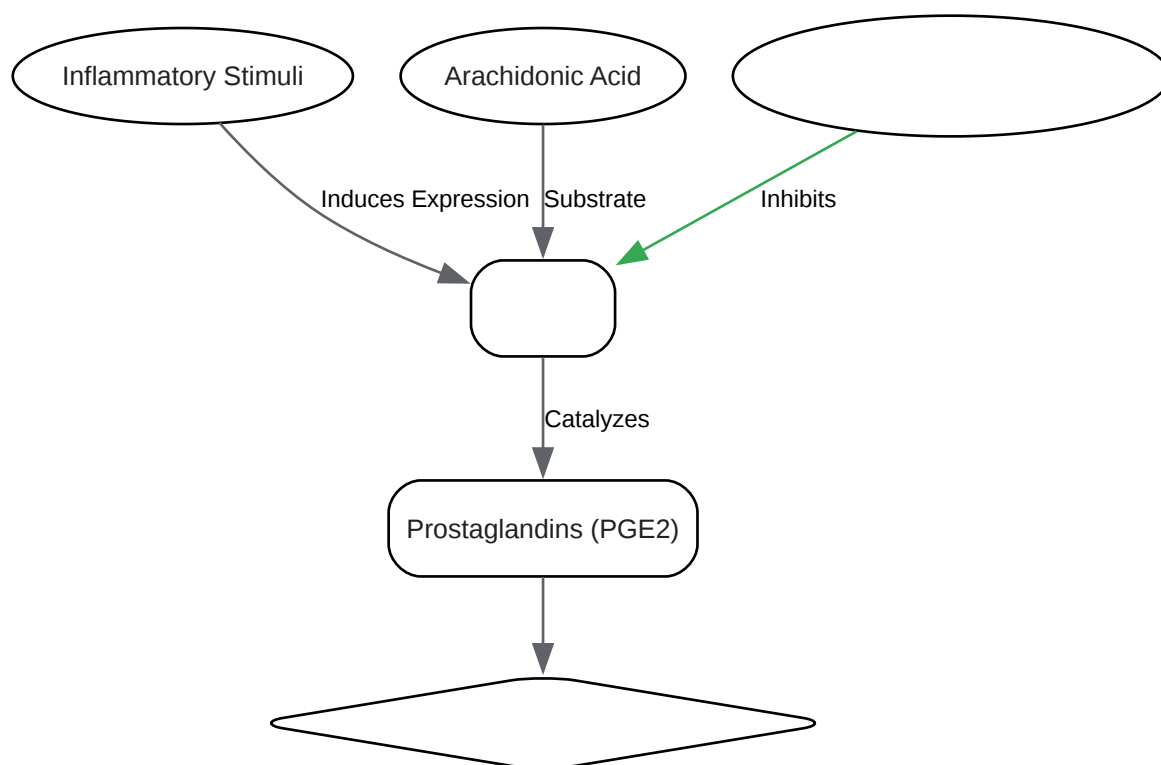 Inflammatory Stimuli
Arachidonic Acid
Induces Expression
Substrate
Inhibits
Catalyzes
Prostaglandins (PGE2)